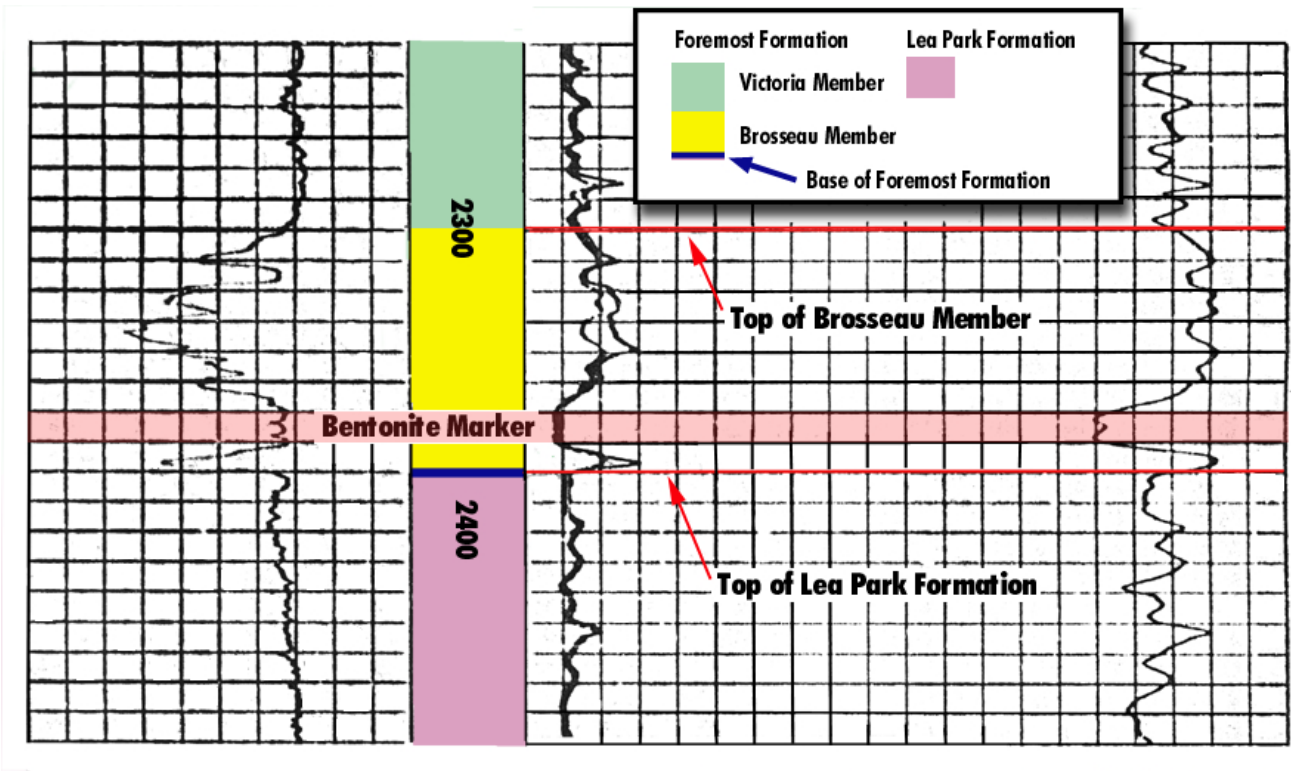 Foremost Formation
Lea Park Formation
Victoria Member
Brosseau Member
Base of Foremost Formation
2300
Top of Brosseau Member
Bentonite Marker
2400
Top of Lea Park Formation